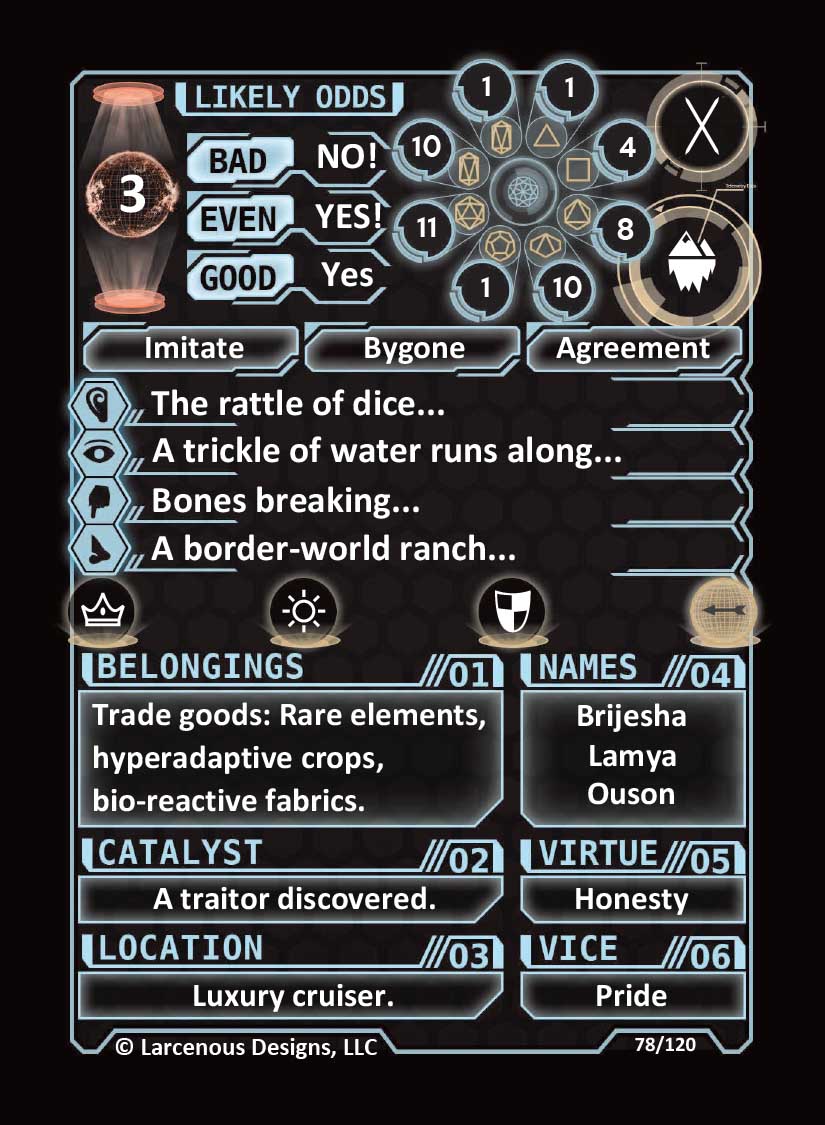 LIKELY ODDS
3
BAD NO!
EVEN YES!
GOOD Yes
1
1
10
4
11
8
1
10
Imitate Bygone Agreement
The rattle of dice...
A trickle of water runs along...
Bones breaking...
A border-world ranch...
BELONGINGS ///01
Trade goods: Rare elements,
hyperadaptive crops,
bio-reactive fabrics.
NAMES ///04
Brijesha
Lamya
Ouson
CATALYST ///02
A traitor discovered.
VIRTUE ///05
Honesty
LOCATION ///03
Luxury cruiser.
VICE ///06
Pride
© Larcenous Designs, LLC
78/120